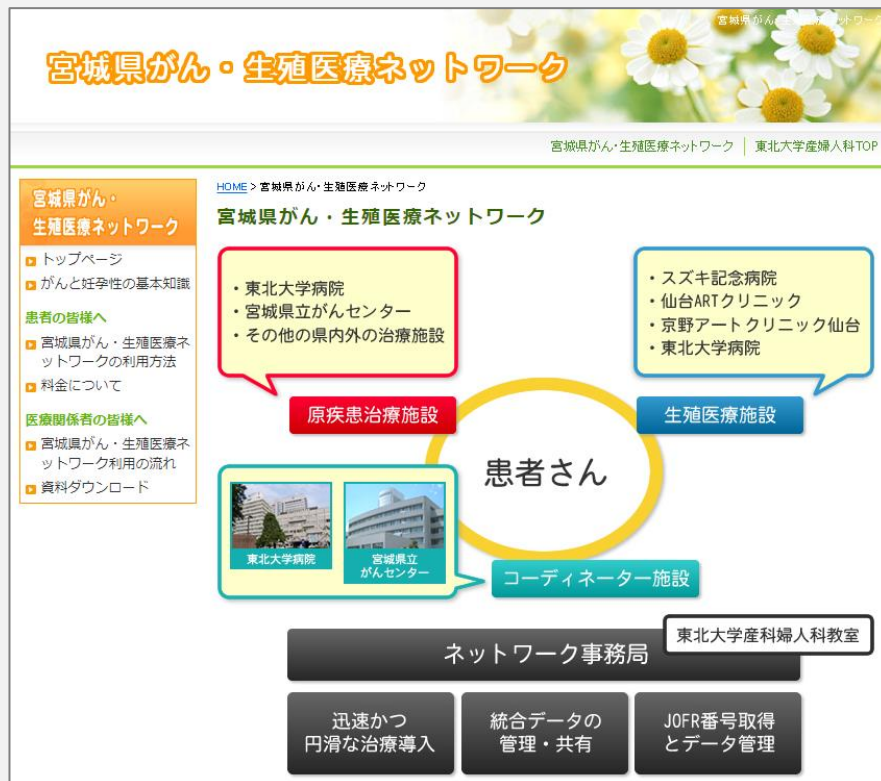 宮城県がん・生殖医療ネットワーク
宮城県がん・生殖医療ネットワーク
宮城県がん・生殖医療ネットワーク
東北大学産婦人科TOP
宮城県がん・
生殖医療ネットワーク
トップページ
がんと妊孕性の基本知識
患者の皆様へ
宮城県がん・生殖医療ネ
ットワークの利用方法
料金について
医療関係者の皆様へ
宮城県がん・生殖医療ネ
ットワーク利用の流れ
資料ダウンロード
HOME > 宮城県がん・生殖医療ネットワーク
宮城県がん・生殖医療ネットワーク
・東北大学病院
・宮城県立がんセンター
・その他の県内外の治療施設
原疾患治療施設
・スズキ記念病院
・仙台ARTクリニック
・京野アートクリニック仙台
・東北大学病院
生殖医療施設
患者さん
東北大学病院
宮城県立
がんセンター
コーディネーター施設
東北大学産科婦人科教室
ネットワーク事務局
迅速かつ
円滑な治療導入
統合データの
管理・共有
JOFR番号取得
とデータ管理